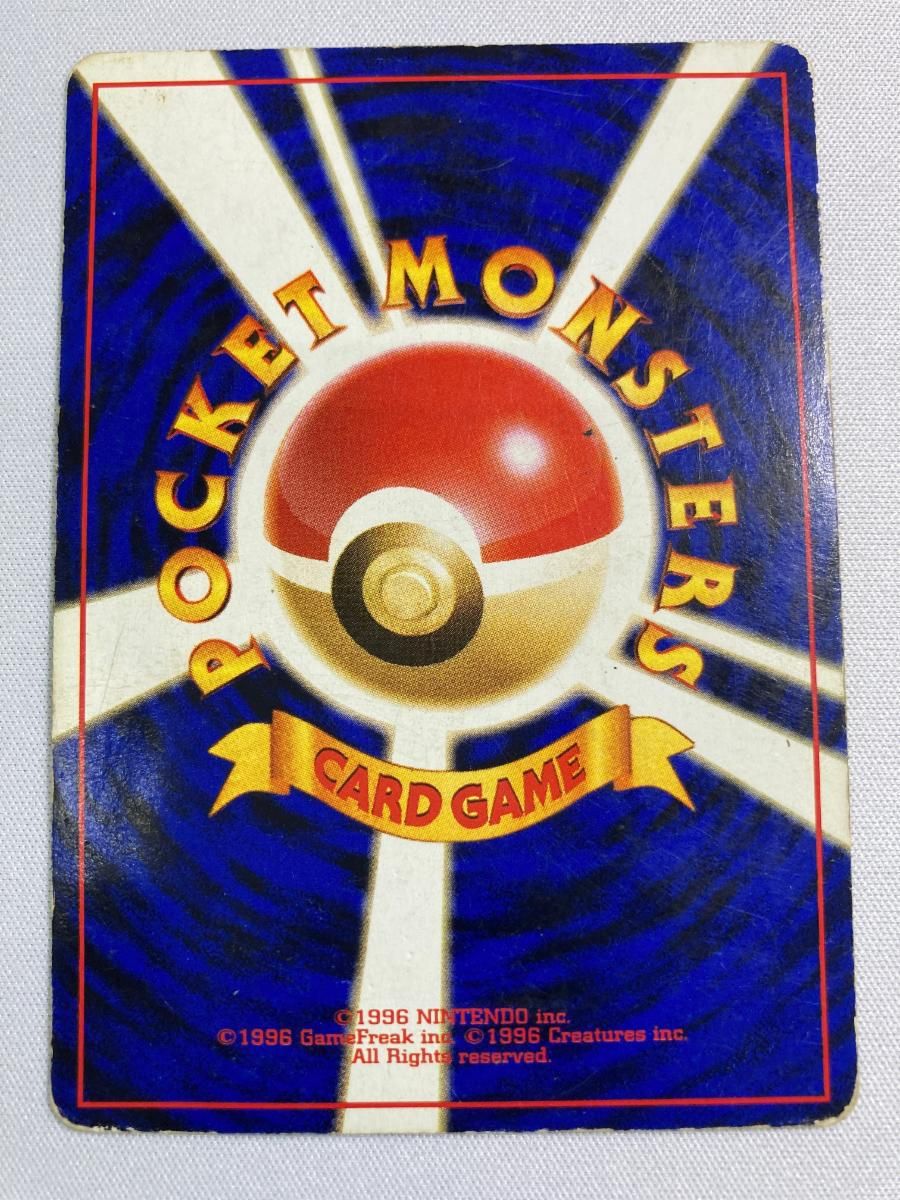 POCKET MONSTERS
CARD GAME
©1996 NINTENDO inc.
©1996 GameFreak inc. ©1996 Creatures inc.
All Rights reserved.